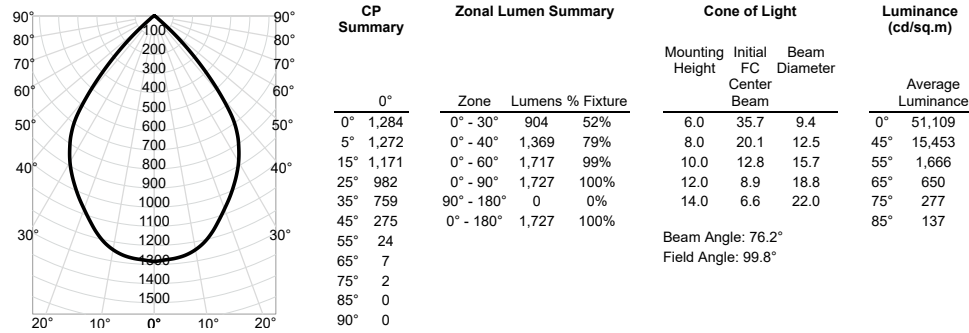 90°
80°
70°
60°
50°
40°
30°
100
200
300
400
500
600
700
800
900
1000
1100
1200
1300
1400
1500
90°
80°
70°
60°
50°
40°
30°
20° 10° 0° 10° 20°
CP
Summary
0°
0° 1,284
5° 1,272
15° 1,171
25° 982
35° 759
45° 275
55° 24
65° 7
75° 2
85° 0
90° 0
Zonal Lumen Summary
Zone Lumens % Fixture
0° - 30° 904 52%
0° - 40° 1,369 79%
0° - 60° 1,717 99%
0° - 90° 1,727 100%
90° - 180° 0 0%
0° - 180° 1,727 100%
Cone of Light
Mounting Initial Beam
Height FC Diameter
Center
Beam
6.0 35.7 9.4
8.0 20.1 12.5
10.0 12.8 15.7
12.0 8.9 18.8
14.0 6.6 22.0
Beam Angle: 76.2°
Field Angle: 99.8°
Luminance
(cd/sq.m)
Average
Luminance
0° 51,109
45° 15,453
55° 1,666
65° 650
75° 277
85° 137